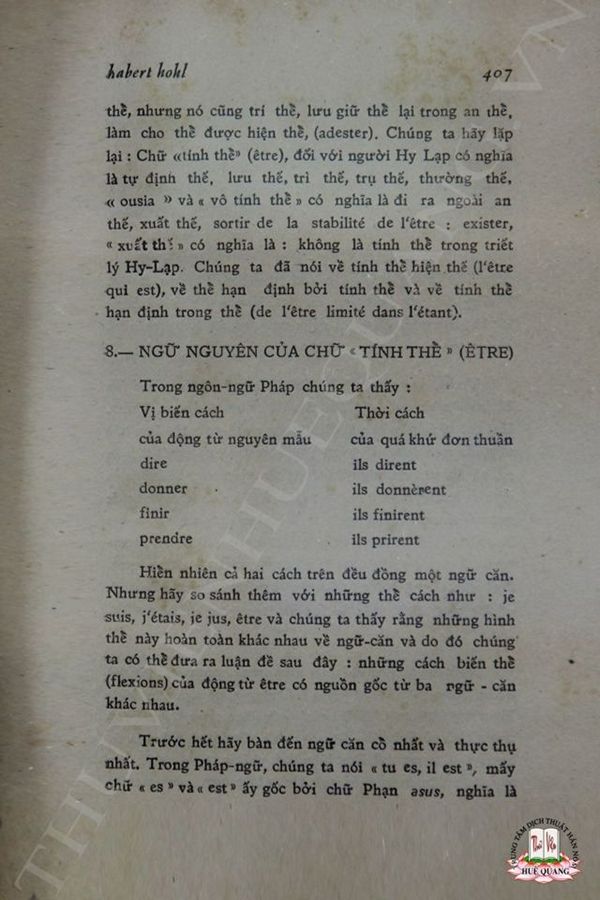 habert hohl 407
thể, nhưng nó cũng trí thể, lưu giữ thể lại trong an thể,
làm cho thể được hiện thể, (adester). Chúng ta hãy lặp
lại : Chữ «tính thể» (être), đối với người Hy Lạp có nghĩa
là tự định thể, lưu thể, trì thể, trụ thể, thường thể,
« ousia » và « vô tính thể » có nghĩa là đi ra ngoài an
thể, xuất thể, sortir de la stabilité de l'être : exister,
« xuất thể » có nghĩa là : không là tính thể trong triết
lý Hy-Lạp. Chúng ta đã nói về tính thể hiện thể (l'être
qui est), về thể hạn định bởi tính thể và về tính thể
hạn định trong thể (de l'être limité dans l'étant).
8.— NGỮ NGUYÊN CỦA CHỮ « TÍNH THỂ » (ÊTRE)
Trong ngôn-ngữ Pháp chúng ta thấy :
Vị biến cách Thời cách
của động từ nguyên mẫu của quá khứ đơn thuần
dire ils dirent
donner ils donnèrent
finir ils finirent
prendre ils prirent
Hiển nhiên cả hai cách trên đều đồng một ngữ căn.
Nhưng hãy so sánh thêm với những thể cách như : je
suis, j'étais, je jus, être và chúng ta thấy rằng những hình
thể này hoàn toàn khác nhau về ngữ-căn và do đó chúng
ta có thể đưa ra luận đề sau đây : những cách biến thể
(flexions) của động từ être có nguồn gốc từ ba ngữ - căn
khác nhau.
Trước hết hãy bàn đến ngữ căn cổ nhất và thực thụ
nhất. Trong Pháp-ngữ, chúng ta nói « tu es, il est », mấy
chữ « es » và « est » ấy gốc bởi chữ Phạn asus, nghĩa là
TRUNG TÂM DỊCH THUẬT HÁN NÔM
HUỆ QUANG